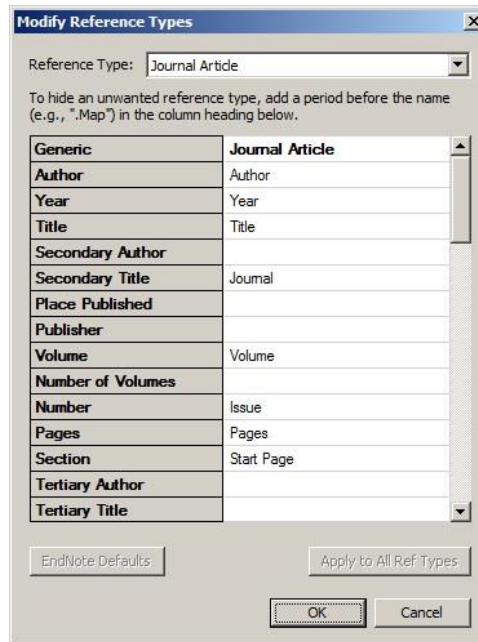 Modify Reference Types
Reference Type: Journal Article
To hide an unwanted reference type, add a period before the name
(e.g., ".Map") in the column heading below.
Generic Journal Article
Author Author
Year Year
Title Title
Secondary Author
Secondary Title Journal
Place Published
Publisher
Volume Volume
Number of Volumes
Number Issue
Pages Pages
Section Start Page
Tertiary Author
Tertiary Title
EndNote Defaults Apply to All Ref Types
OK Cancel